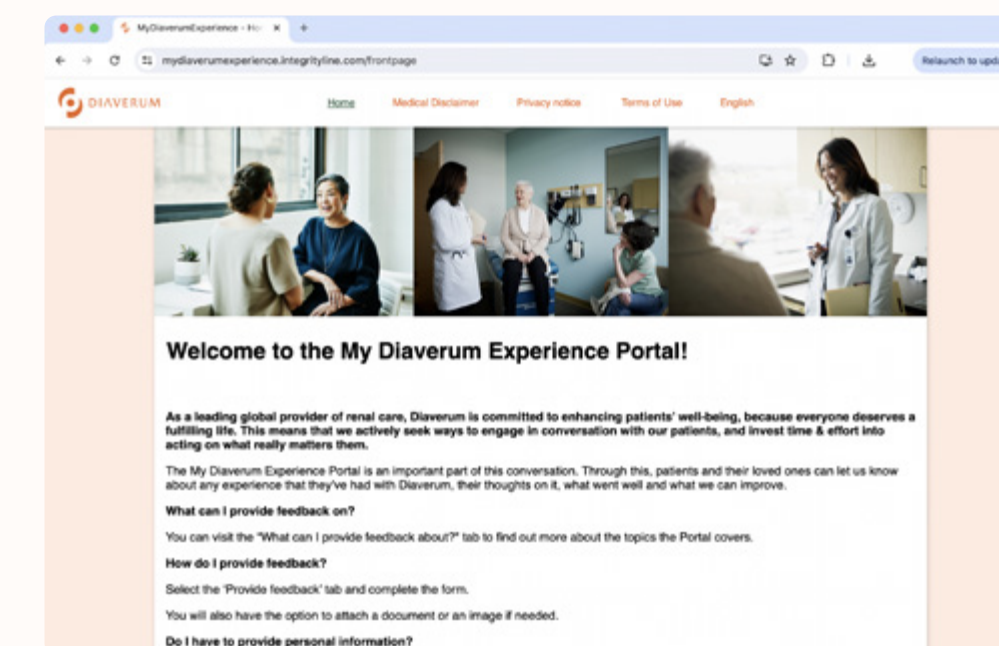 MyDiaverumExperience - Ho
mydiaverumexperience.integrityline.com/frontpage
Relaunch to upda
DIAVERUM
Home
Medical Disclaimer
Privacy notice
Terms of Use
English
Welcome to the My Diaverum Experience Portal!
As a leading global provider of renal care, Diaverum is committed to enhancing patients' well-being, because everyone deserves a
fulfilling life. This means that we actively seek ways to engage in conversation with our patients, and invest time & effort into
acting on what really matters them.
The My Diaverum Experience Portal is an important part of this conversation. Through this, patients and their loved ones can let us know
about any experience that they've had with Diaverum, their thoughts on it, what went well and what we can improve.
What can I provide feedback on?
You can visit the "What can I provide feedback about?" tab to find out more about the topics the Portal covers.
How do I provide feedback?
Select the 'Provide feedback' tab and complete the form.
You will also have the option to attach a document or an image if needed.
Do I have to provide personal information?